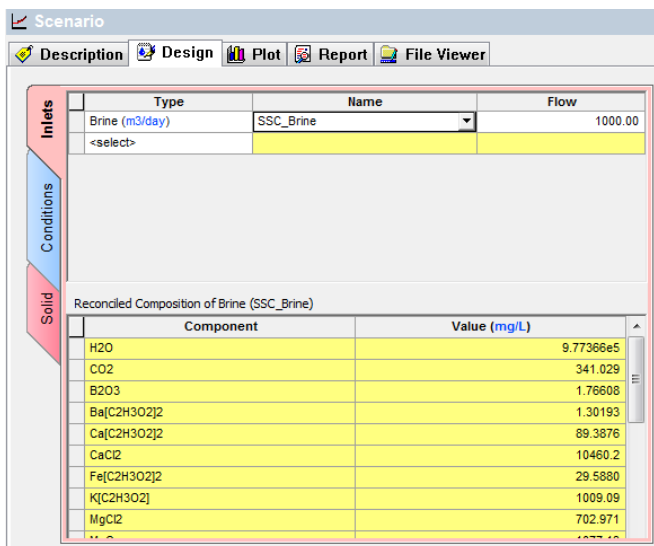 Scenario
Description Design Plot Report File Viewer
Inlets
Conditions
Solid
Type Name Flow
Brine (m3/day) SSC_Brine 1000.00
<select>
Reconciled Composition of Brine (SSC_Brine)
Component Value (mg/L)
H2O 9.77366e5
CO2 341.029
B2O3 1.76608
Ba[C2H3O2]2 1.30193
Ca[C2H3O2]2 89.3876
CaCl2 10460.2
Fe[C2H3O2]2 29.5880
K[C2H3O2] 1009.09
MgCl2 702.971